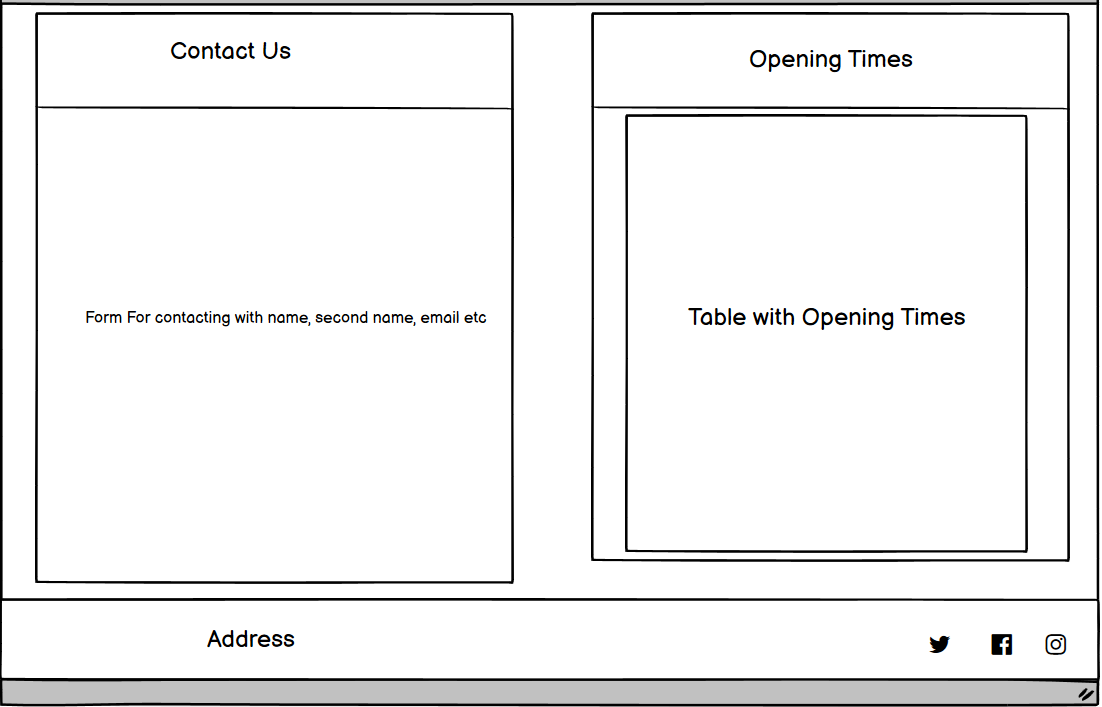 Contact Us
Opening Times
Form For contacting with name, second name, email etc
Table with Opening Times
Address